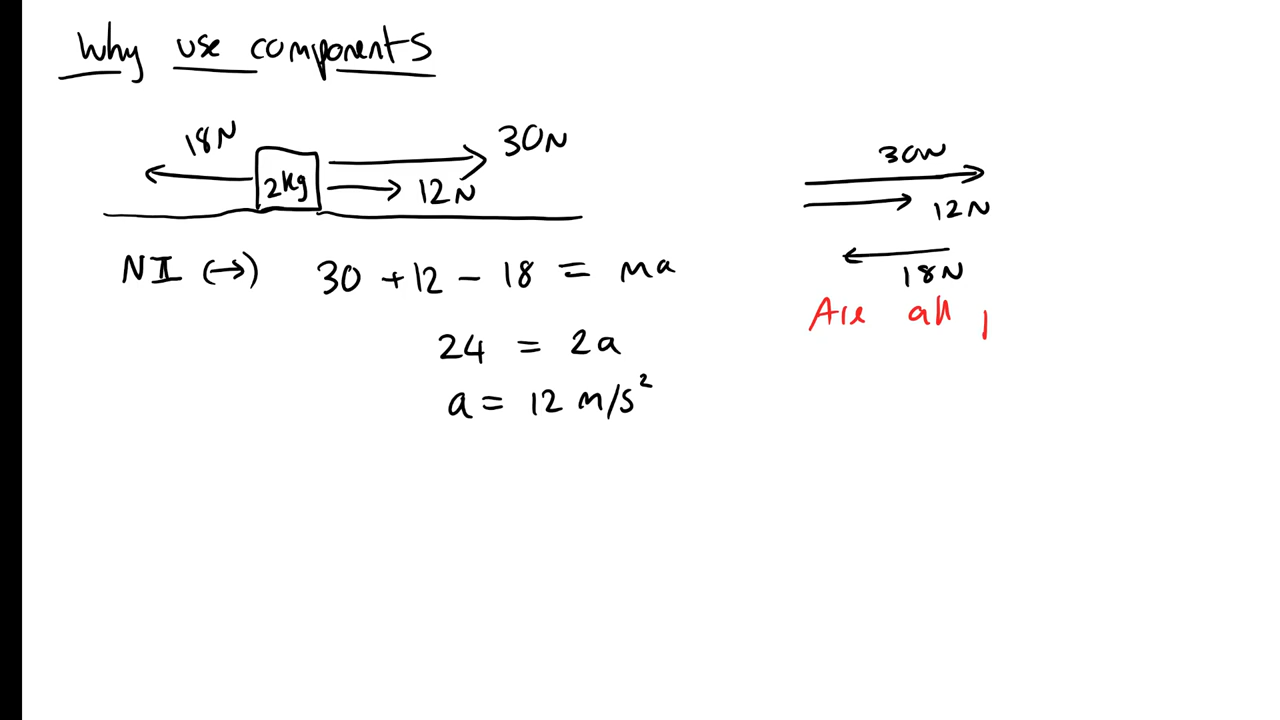 Why use components
18N
30N
2kg
12N
NII (→) 30 + 12 - 18 = ma
24 = 2a
a = 12 m/s²
30N
12N
18N
Are all